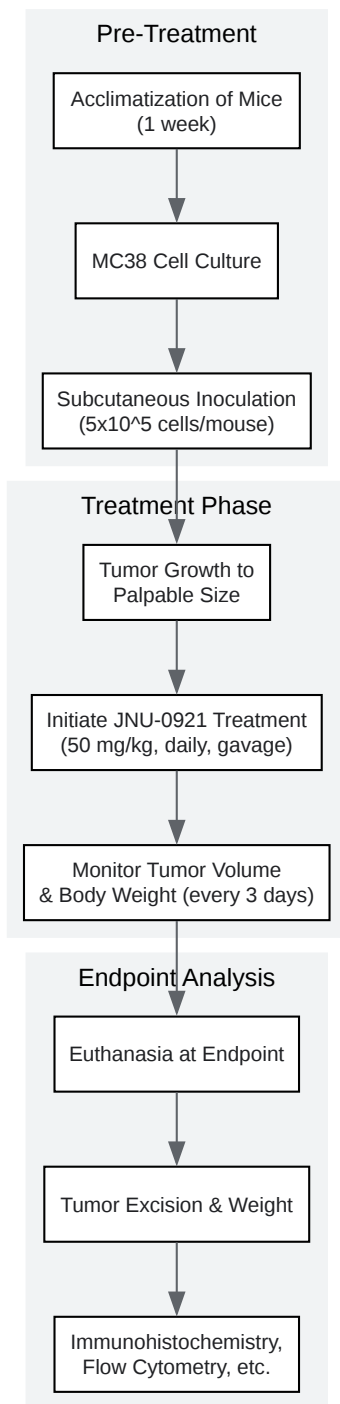 Pre-Treatment
Acclimatization of Mice
(1 week)
MC38 Cell Culture
Subcutaneous Inoculation
(5x10^5 cells/mouse)
Treatment Phase
Tumor Growth to
Palpable Size
Initiate JNU-0921 Treatment
(50 mg/kg, daily, gavage)
Monitor Tumor Volume
& Body Weight (every 3 days)
Endpoint Analysis
Euthanasia at Endpoint
Tumor Excision & Weight
Immunohistochemistry,
Flow Cytometry, etc.